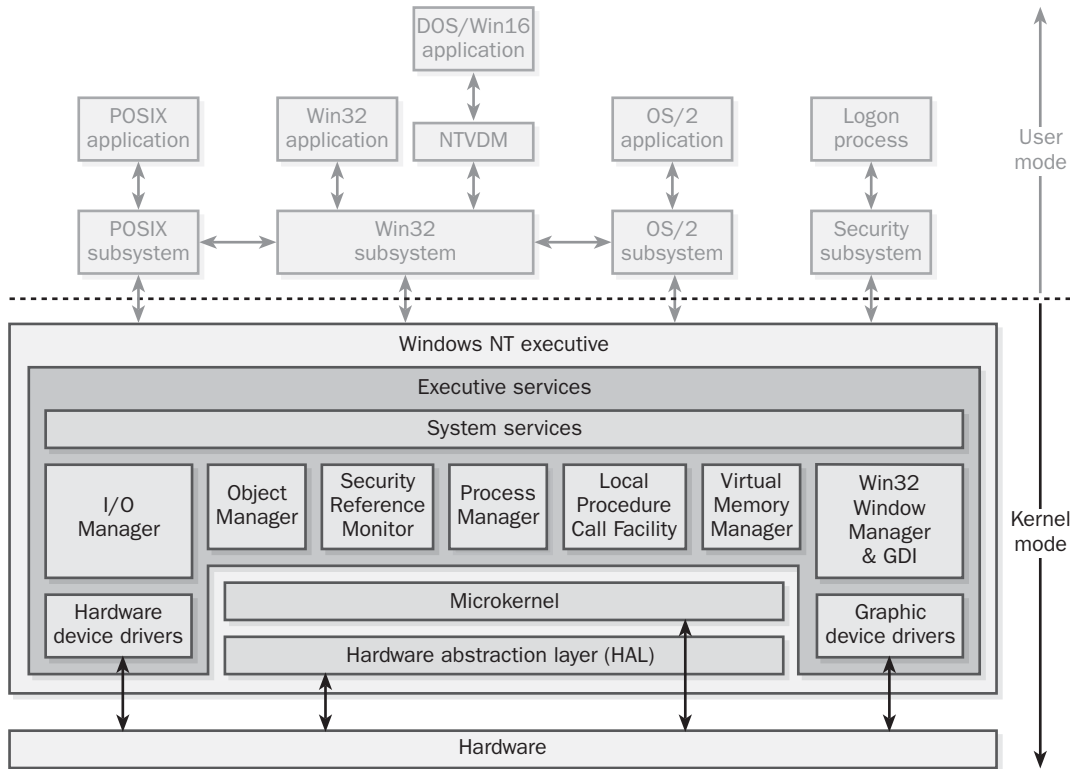 DOS/Win16
application
POSIX
application
Win32
application
NTVDM
OS/2
application
Logon
process
User
mode
POSIX
subsystem
Win32
subsystem
OS/2
subsystem
Security
subsystem
Windows NT executive
Executive services
System services
I/O
Manager
Object
Manager
Security
Reference
Monitor
Process
Manager
Local
Procedure
Call Facility
Virtual
Memory
Manager
Win32
Window
Manager
& GDI
Kernel
mode
Microkernel
Hardware
device drivers
Graphic
device drivers
Hardware abstraction layer (HAL)
Hardware